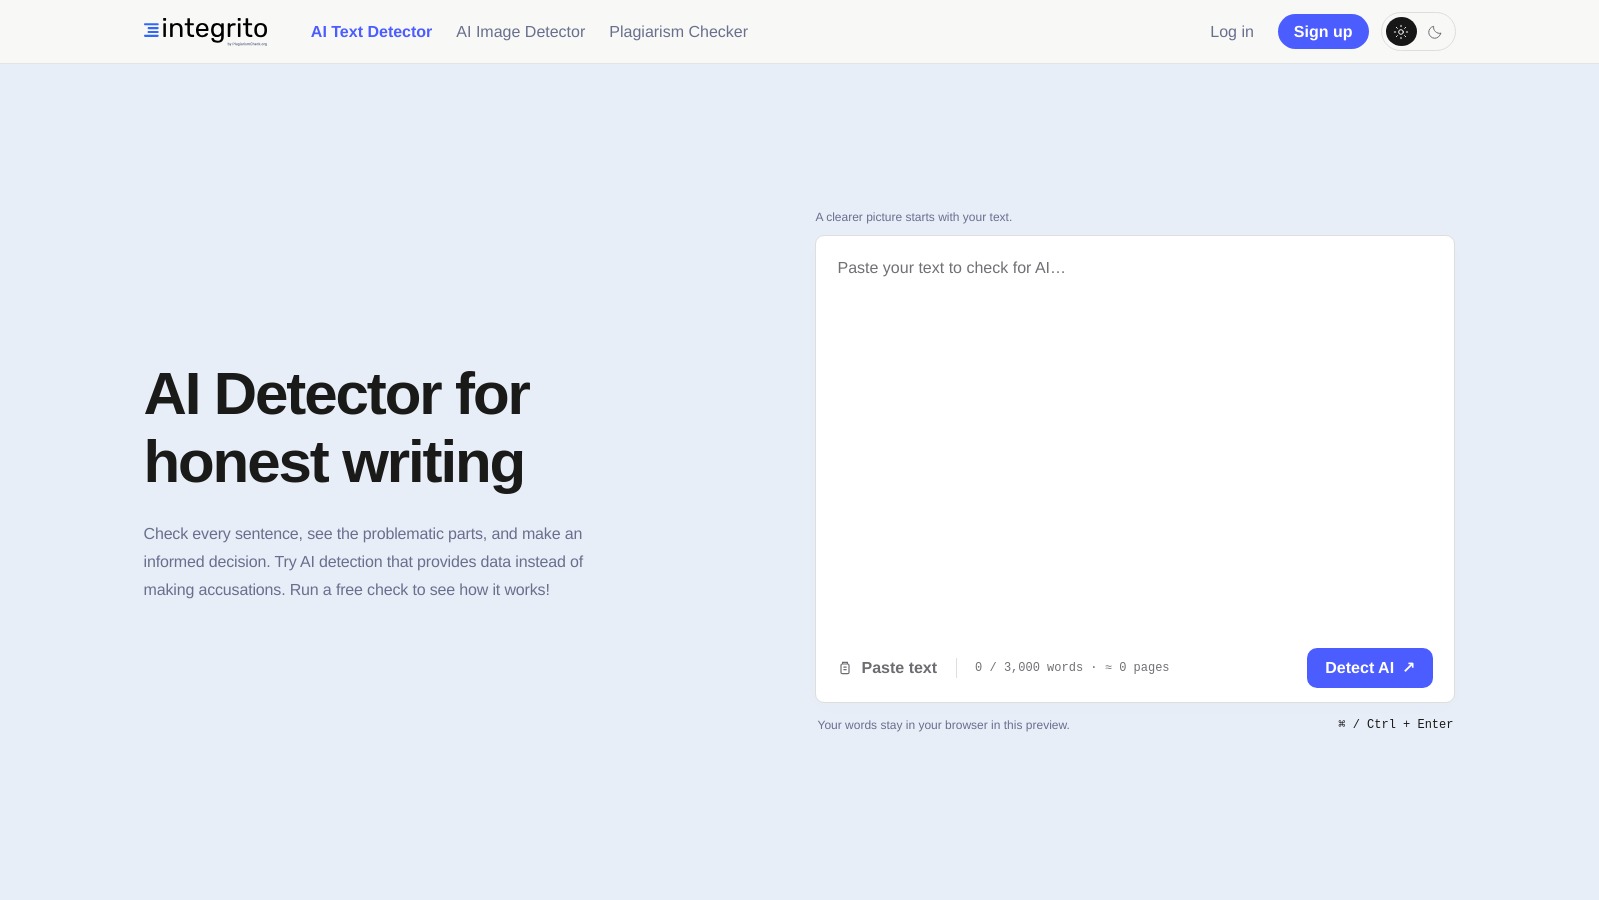 integrito
by PlagiarismCheck.org
AI Text Detector
AI Image Detector
Plagiarism Checker
Log in
Sign up
AI Detector for
honest writing
Check every sentence, see the problematic parts, and make an
informed decision. Try AI detection that provides data instead of
making accusations. Run a free check to see how it works!
A clearer picture starts with your text.
Paste your text to check for AI…
Paste text
0 / 3,000 words · ≈ 0 pages
Detect AI ↗
Your words stay in your browser in this preview.
⌘ / Ctrl + Enter